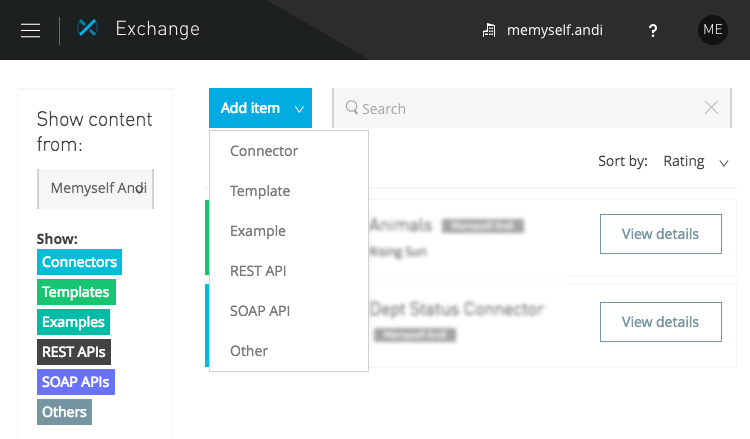 Exchange
memyself.andi
?
ME
Show content
from:
Memyself Andi
Show:
Connectors
Templates
Examples
REST APIs
SOAP APIs
Others
Add item
Search
Connector
Template
Example
REST API
SOAP API
Other
Sort by: Rating
Animals
Rising Sun
View details
Dept Status Connector
View details